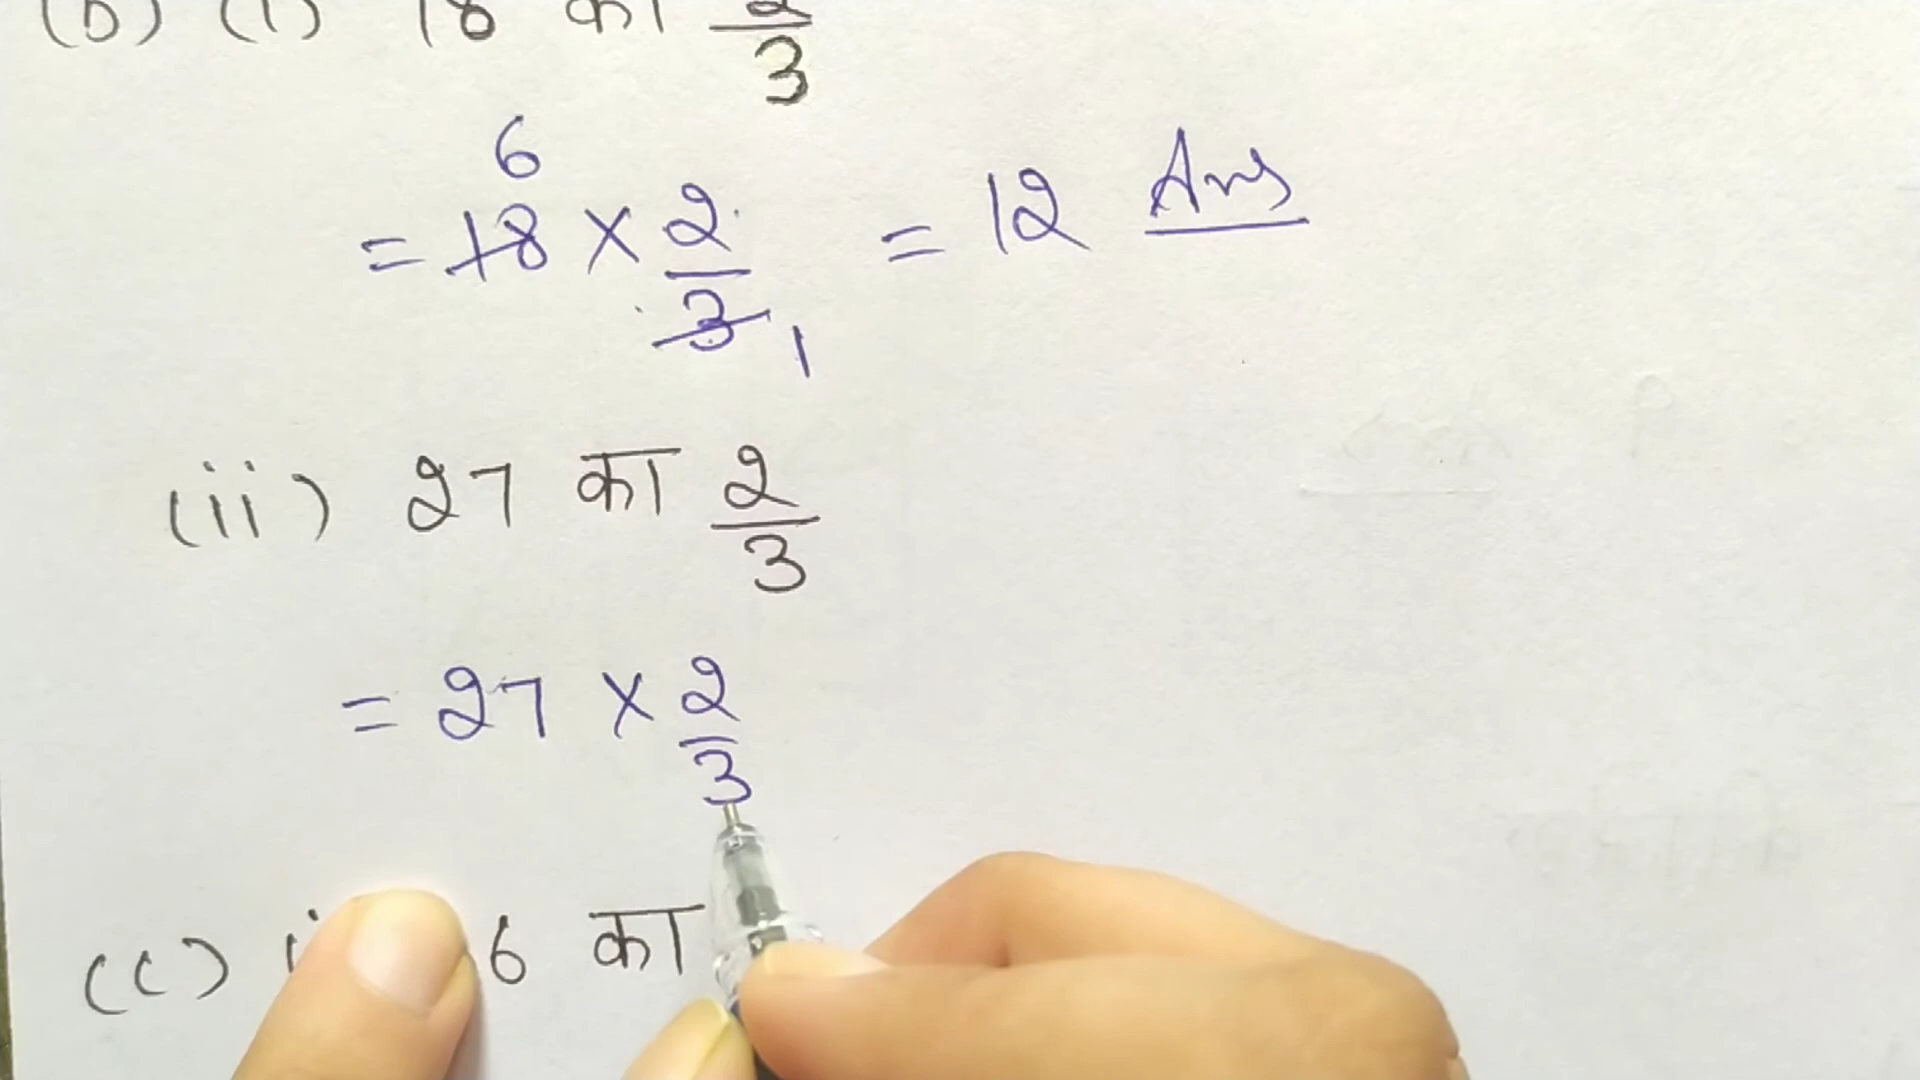 (b) (i) 18 का 2/3
6
= 18 × 2/3 = 12 Ans
1
(ii) 27 का 2/3
= 27 × 2/3
(c) i 6 का